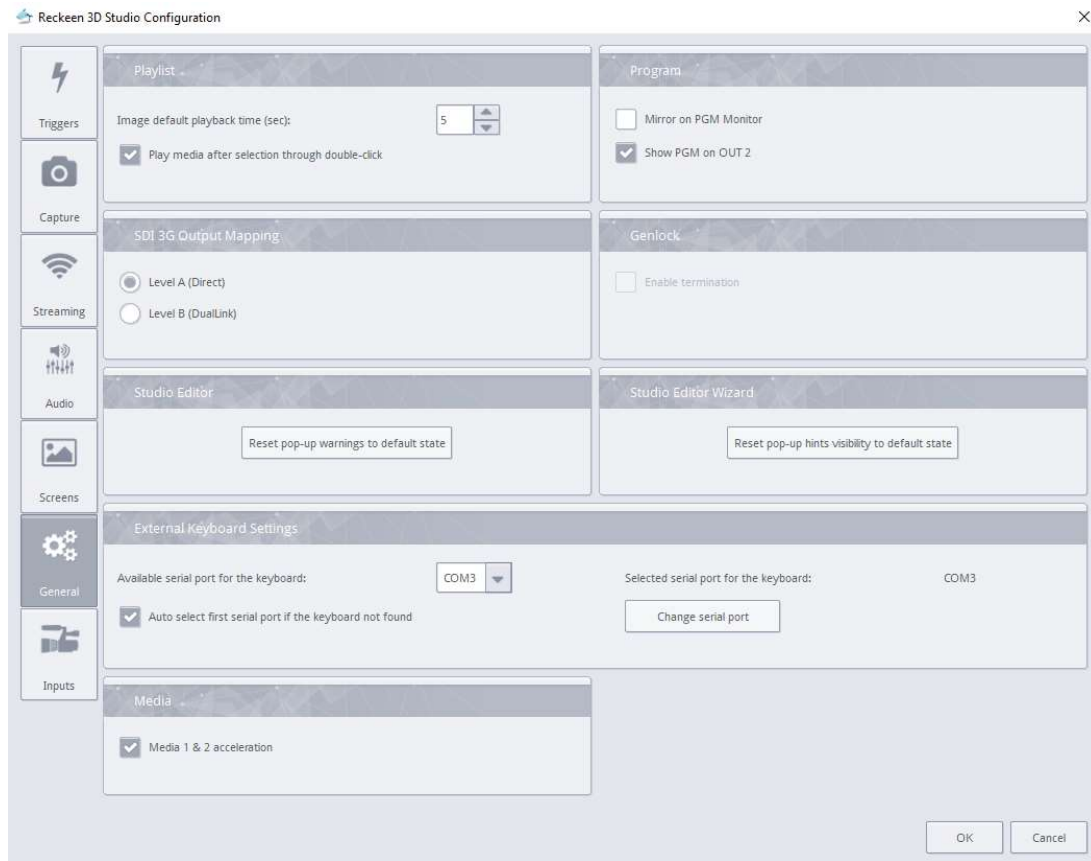 Reckeen 3D Studio Configuration
Triggers
Capture
Streaming
Audio
Screens
General
Inputs
Playlist
Image default playback time (sec):
5
Play media after selection through double-click
Program
Mirror on PGM Monitor
Show PGM on OUT 2
SDI 3G Output Mapping
Level A (Direct)
Level B (DualLink)
Genlock
Enable termination
Studio Editor
Reset pop-up warnings to default state
Studio Editor Wizard
Reset pop-up hints visibility to default state
External Keyboard Settings
Available serial port for the keyboard:
COM3
Selected serial port for the keyboard:
COM3
Auto select first serial port if the keyboard not found
Change serial port
Media
Media 1 & 2 acceleration
OK
Cancel